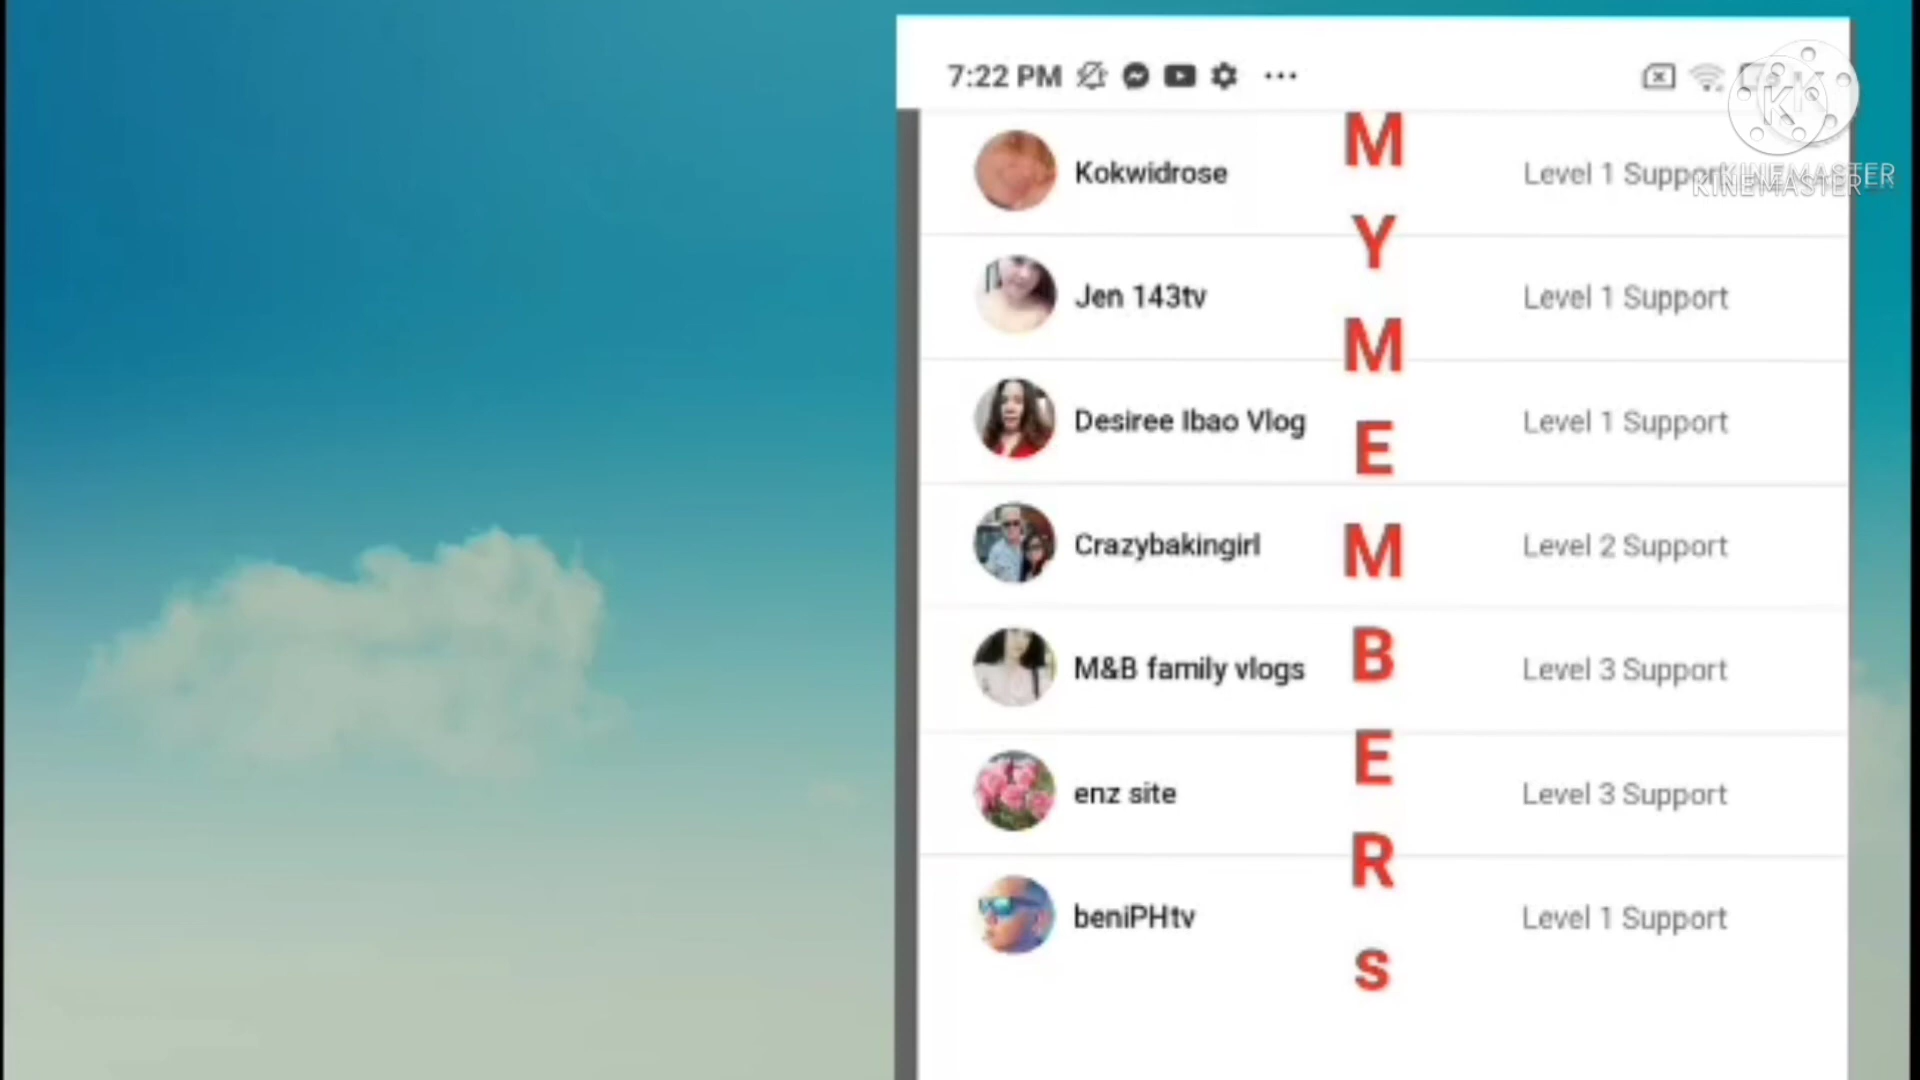 7:22 PM
Kokwidrose
Level 1 Support
Jen 143tv
Level 1 Support
Desiree Ibao Vlog
Level 1 Support
Crazybakingirl
Level 2 Support
M&B family vlogs
Level 3 Support
enz site
Level 3 Support
beniPHtv
Level 1 Support
M
Y
M
E
M
B
E
R
s
K
K
KINEMASTER
KINEMASTER